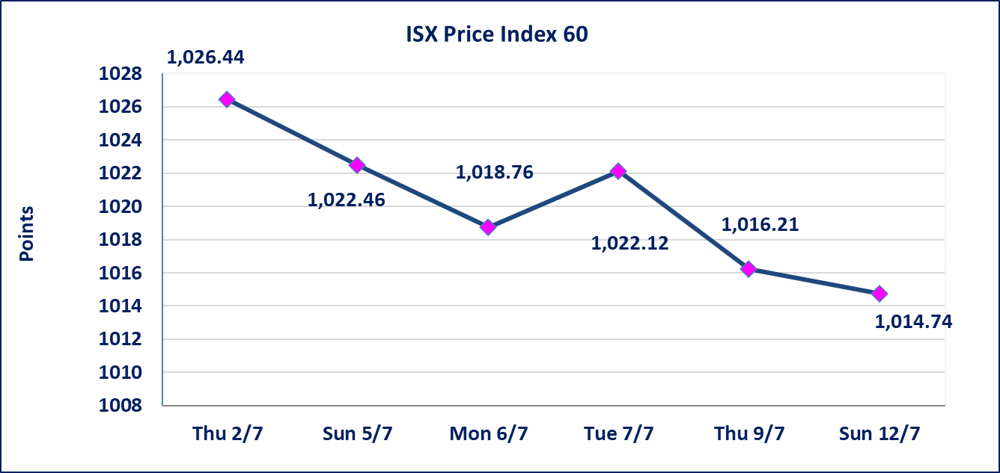 ISX Price Index 60
1,026.44
1028
1026
1024
1022
1020
1018
1016
1014
1012
1010
1008
Points
1,022.46
1,018.76
1,022.12
1,016.21
1,014.74
Thu 2/7
Sun 5/7
Mon 6/7
Tue 7/7
Thu 9/7
Sun 12/7